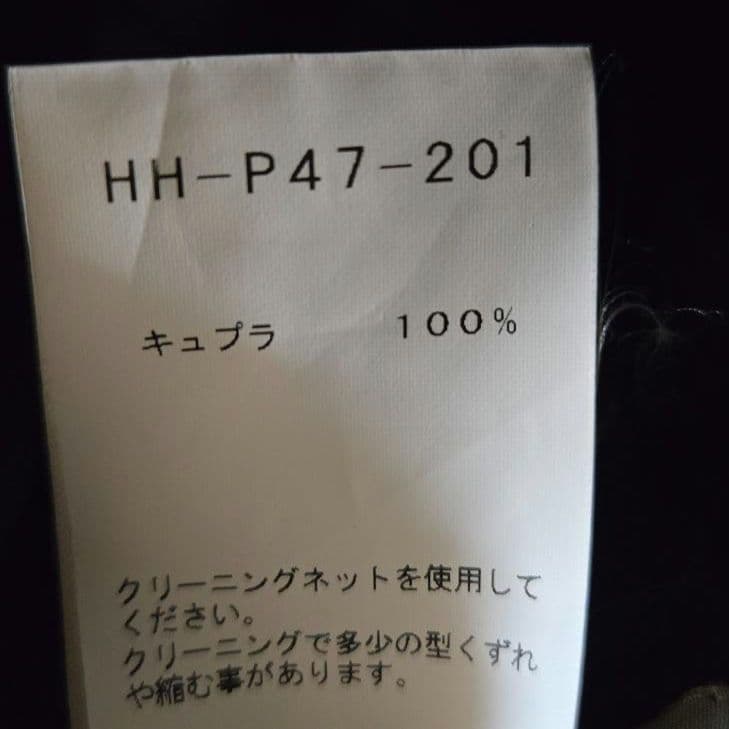 HH-P47-201
キュプラ 100%
クリーニングネットを使用して
ください。
クリーニングで多少の型くずれ
や縮む事があります。